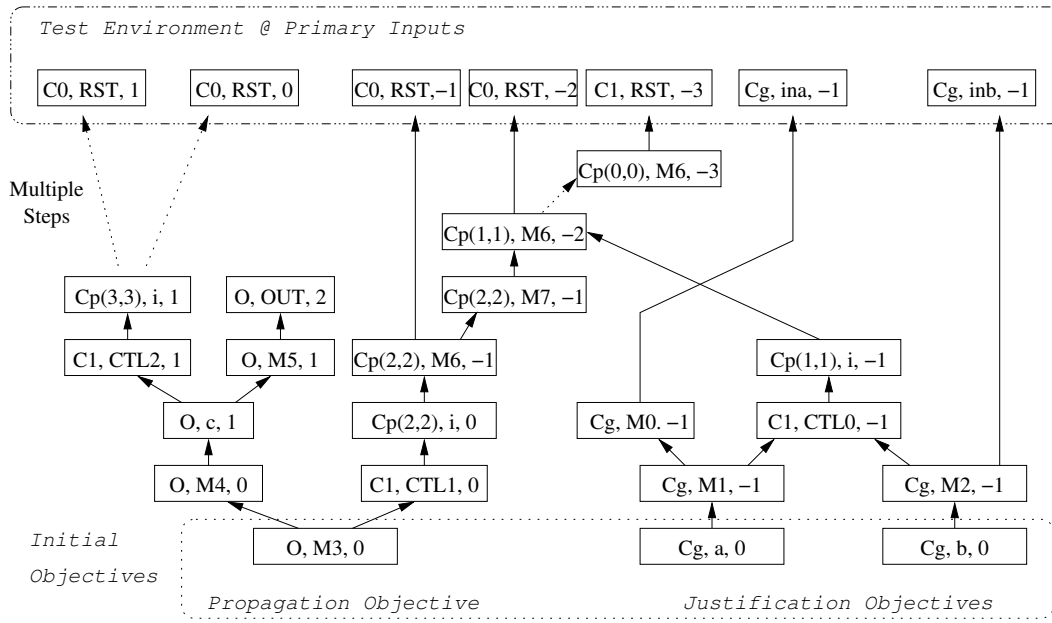 Test Environment @ Primary Inputs
C0, RST, 1
C0, RST, 0
C0, RST,−1
C0, RST, −2
C1, RST, −3
Cg, ina, −1
Cg, inb, −1
Cp(0,0), M6, −3
Multiple
Steps
Cp(1,1), M6, −2
Cp(3,3), i, 1
O, OUT, 2
Cp(2,2), M7, −1
C1, CTL2, 1
O, M5, 1
Cp(2,2), M6, −1
Cp(1,1), i, −1
O, c, 1
Cp(2,2), i, 0
Cg, M0. −1
C1, CTL0, −1
O, M4, 0
C1, CTL1, 0
Cg, M1, −1
Cg, M2, −1
Initial
Objectives
O, M3, 0
Cg, a, 0
Cg, b, 0
Propagation Objective
Justification Objectives